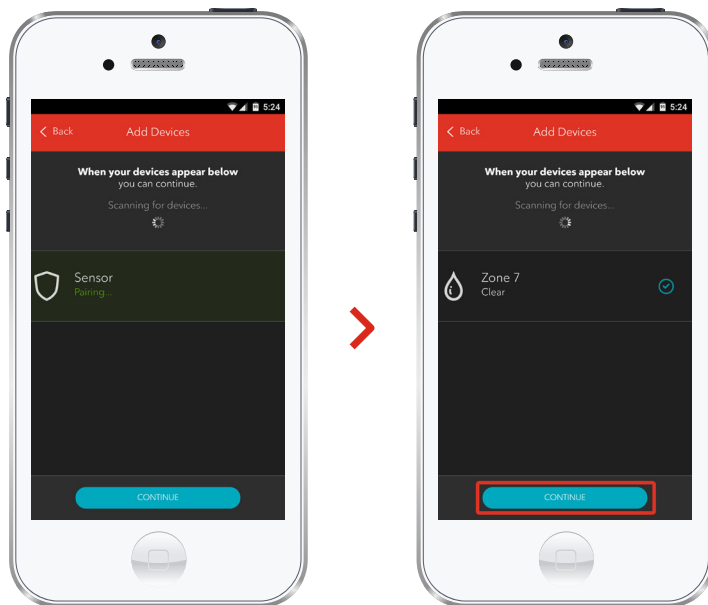 5:24
Back
Add Devices
When your devices appear below
you can continue.
Scanning for devices...
Sensor
Pairing...
CONTINUE
5:24
Back
Add Devices
When your devices appear below
you can continue.
Scanning for devices...
Zone 7
Clear
CONTINUE